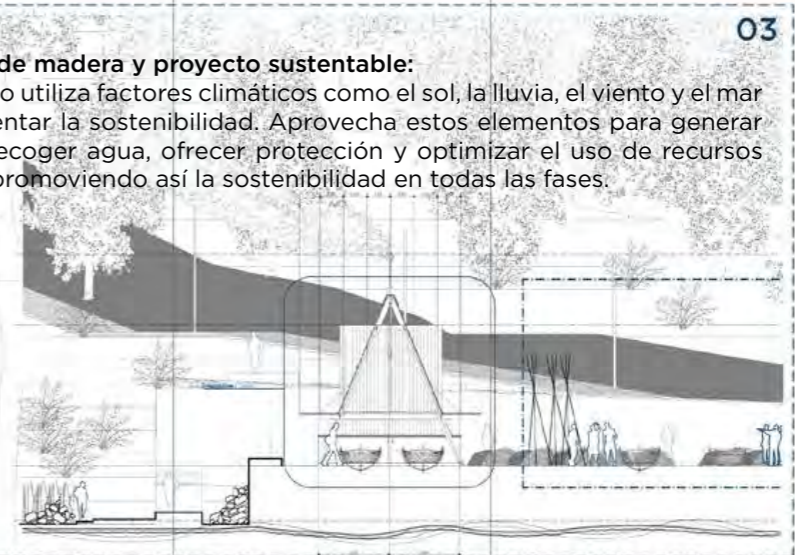 03
de madera y proyecto sustentable:
o utiliza factores climáticos como el sol, la lluvia, el viento y el mar
entar la sostenibilidad. Aprovecha estos elementos para generar
ecoger agua, ofrecer protección y optimizar el uso de recursos
promoviendo así la sostenibilidad en todas las fases.